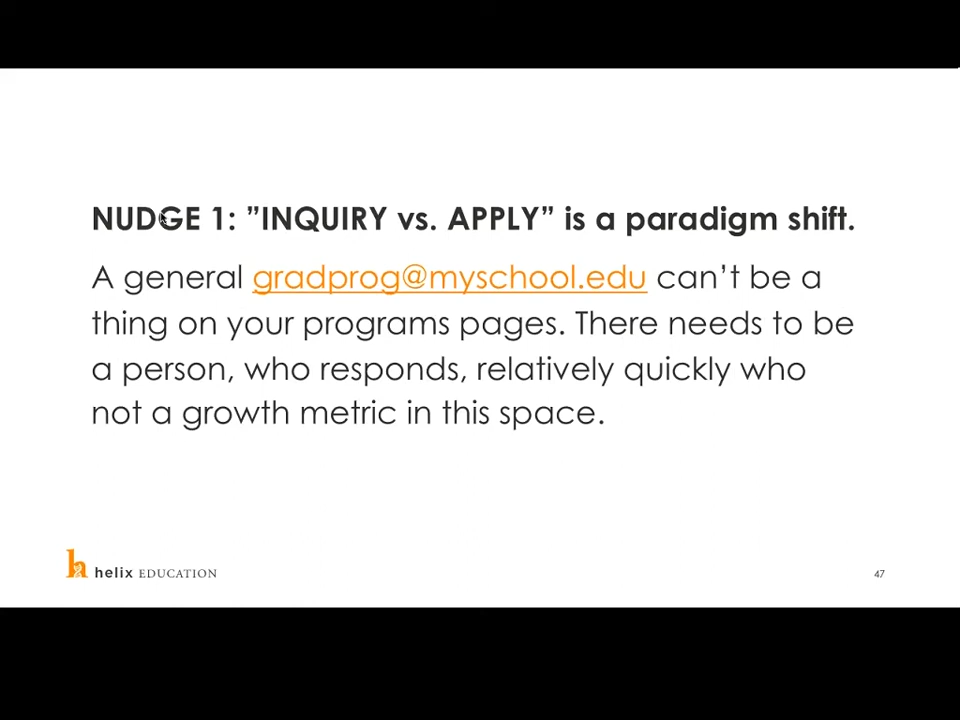 NUDGE 1: ”INQUIRY vs. APPLY” is a paradigm shift.
A general gradprog@myschool.edu can’t be a
thing on your programs pages. There needs to be
a person, who responds, relatively quickly who
not a growth metric in this space.
helix EDUCATION
47